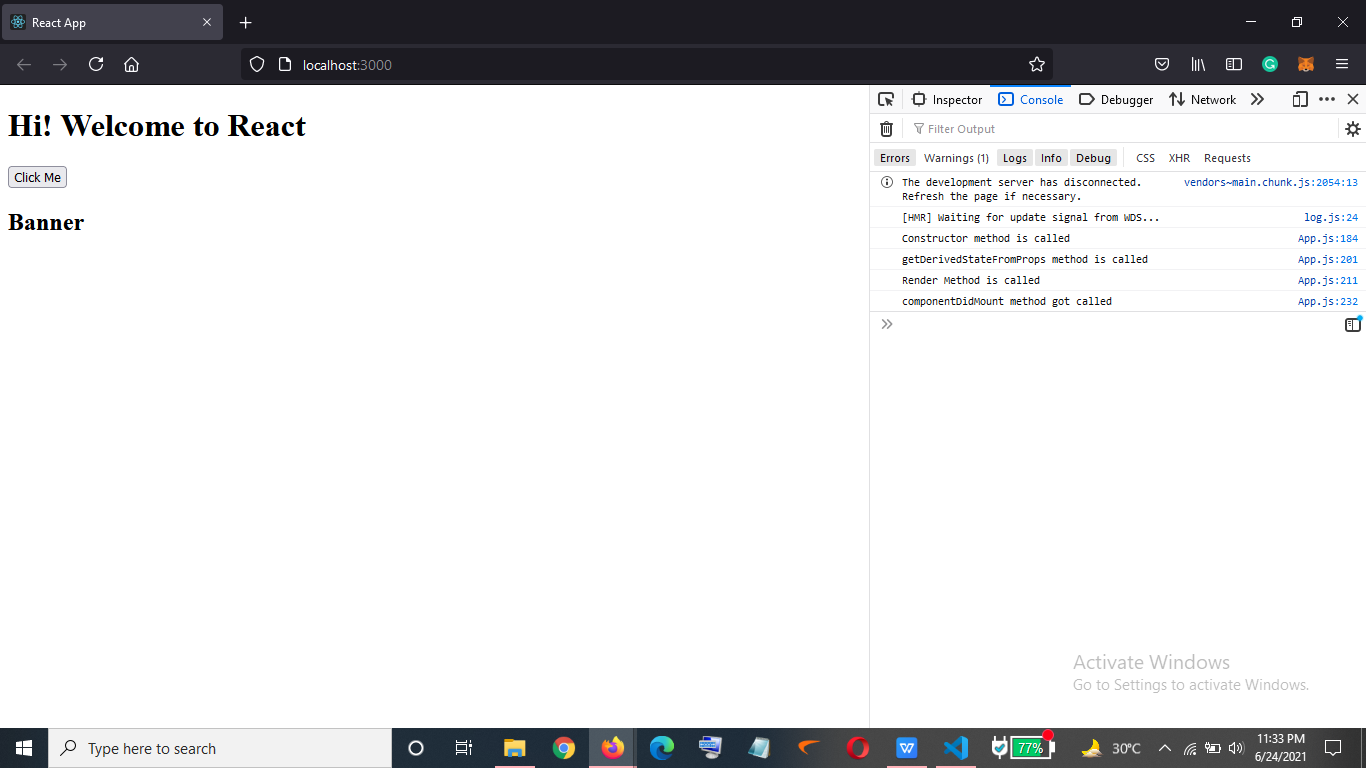 React App
localhost:3000
Hi! Welcome to React
Click Me
Banner
Inspector Console Debugger Network
Filter Output
Errors Warnings (1) Logs Info Debug CSS XHR Requests
The development server has disconnected. vendors~main.chunk.js:2054:13
Refresh the page if necessary.
[HMR] Waiting for update signal from WDS... log.js:24
Constructor method is called App.js:184
getDerivedStateFromProps method is called App.js:201
Render Method is called App.js:211
componentDidMount method got called App.js:232
Activate Windows
Go to Settings to activate Windows.
Type here to search
77%
30°C
11:33 PM
6/24/2021